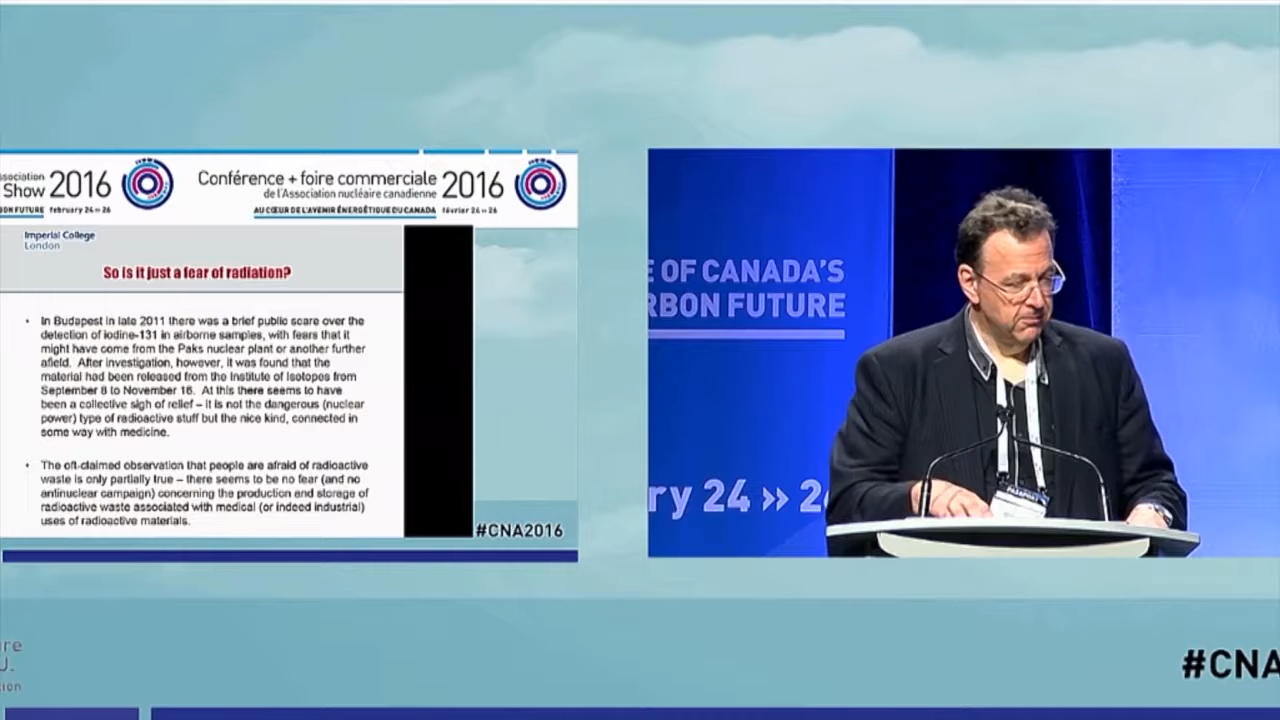 ssociation
Show 2016
BON FUTURE february 24 » 26
Conférence + foire commerciale
de l'Association nucléaire canadienne
2016
AU CŒUR DE L'AVENIR ÉNERGÉTIQUE DU CANADA février 24 » 26
Imperial College
London
So is it just a fear of radiation?
• In Budapest in late 2011 there was a brief public scare over the
detection of iodine-131 in airborne samples, with fears that it
might have come from the Paks nuclear plant or another further
afield. After investigation, however, it was found that the
material had been released from the Institute of Isotopes from
September 8 to November 16. At this there seems to have
been a collective sigh of relief – it is not the dangerous (nuclear
power) type of radioactive stuff but the nice kind, connected in
some way with medicine.
• The oft-claimed observation that people are afraid of radioactive
waste is only partially true – there seems to be no fear (and no
antinuclear campaign) concerning the production and storage of
radioactive waste associated with medical (or indeed industrial)
uses of radioactive materials.
#CNA2016
E OF CANADA'S
RBON FUTURE
ry 24 » 26
re
U.
ion
#CNA